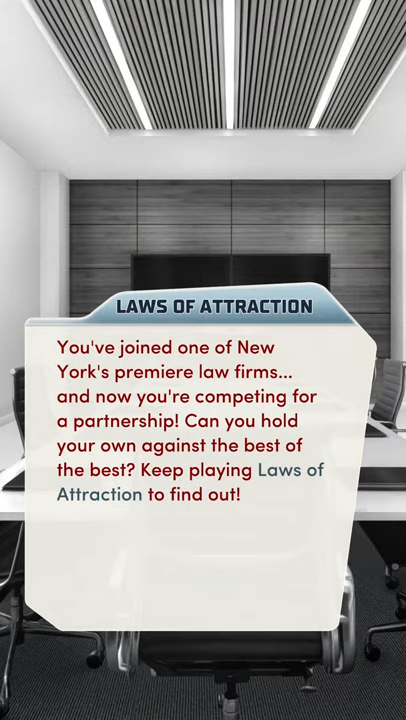 LAWS OF ATTRACTION
You've joined one of New
York's premiere law firms...
and now you're competing for
a partnership! Can you hold
your own against the best of
the best? Keep playing Laws of
Attraction to find out!